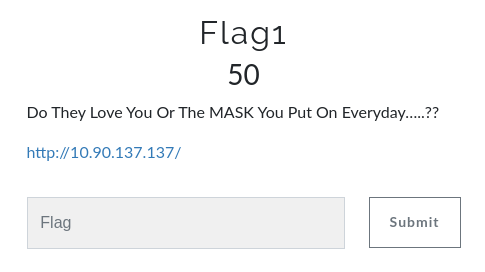 Flag1
50
Do They Love You Or The MASK You Put On Everyday.....??
http://10.90.137.137/
Flag
Submit